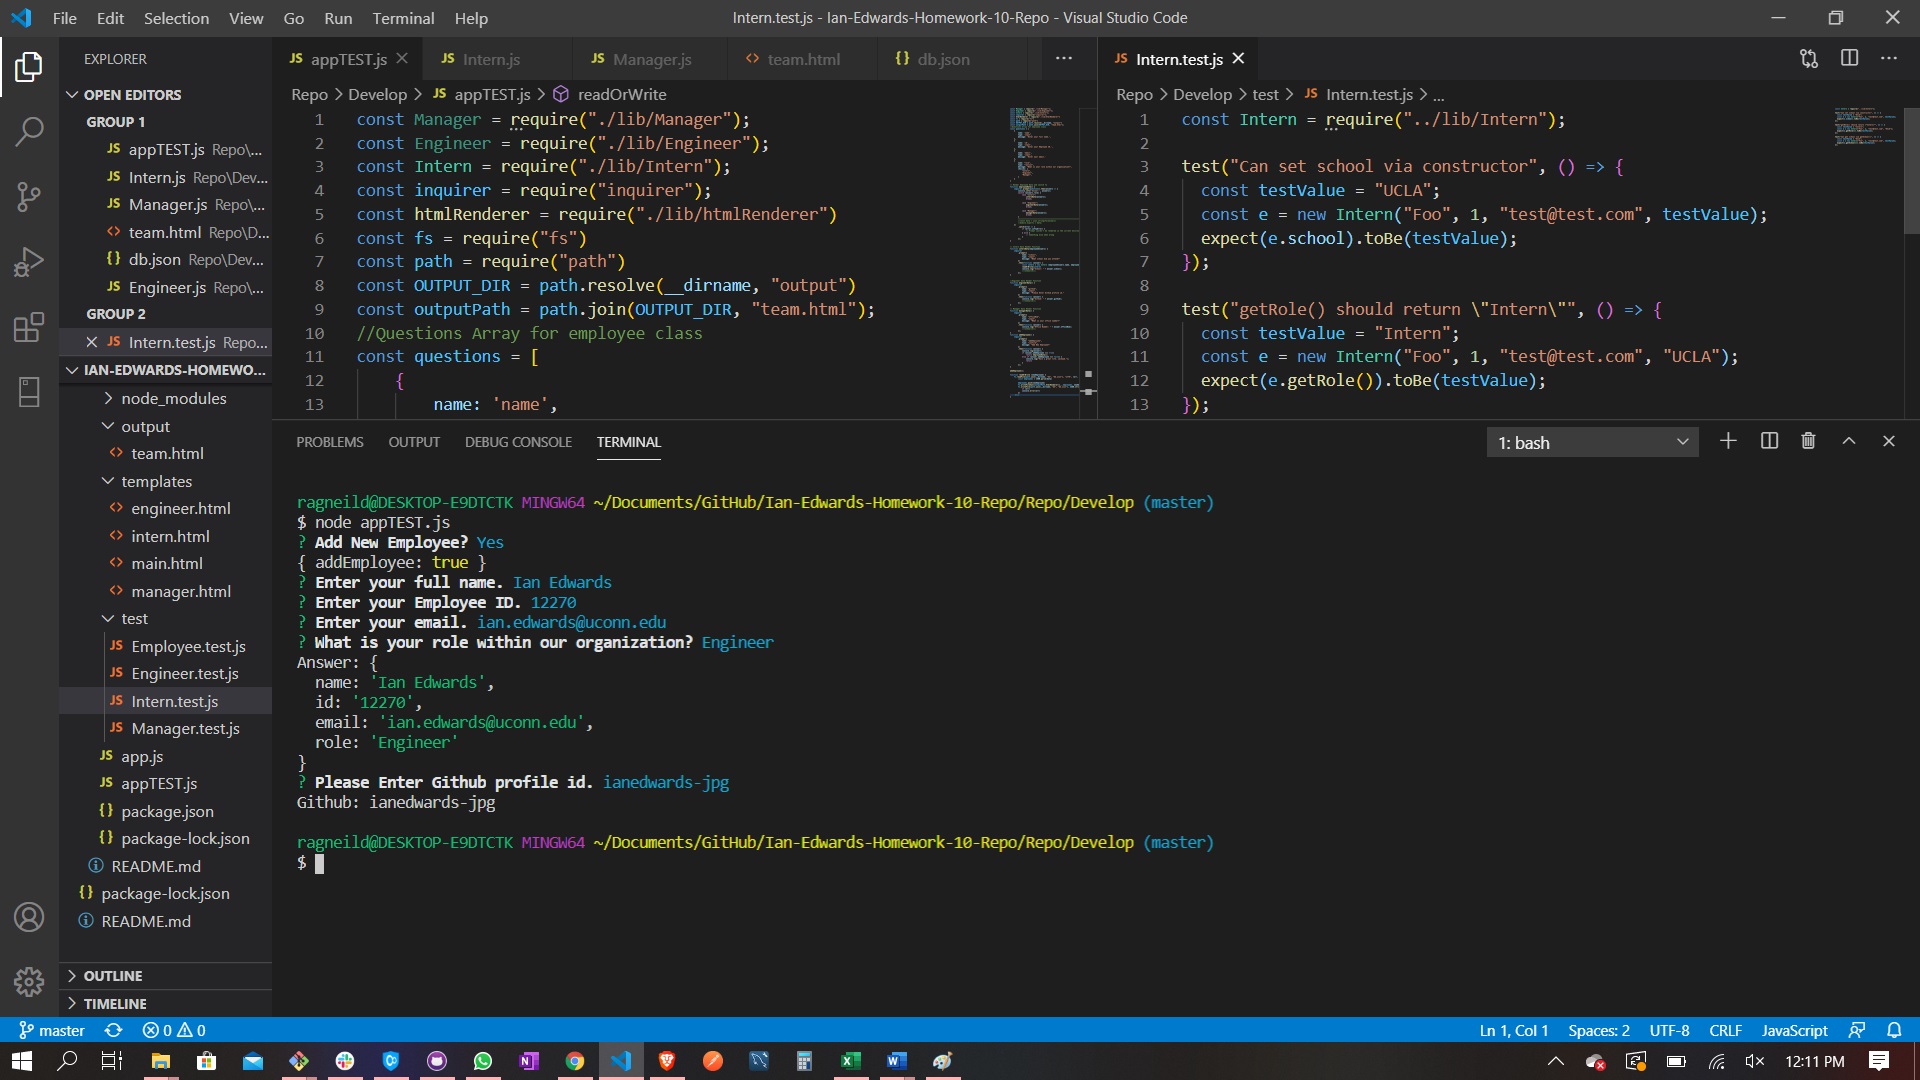 File Edit Selection View Go Run Terminal Help
Intern.test.js - Ian-Edwards-Homework-10-Repo - Visual Studio Code
EXPLORER
OPEN EDITORS
GROUP 1
JS appTEST.js Repo\...
JS Intern.js Repo\Dev...
JS Manager.js Repo\...
<> team.html Repo\D...
{} db.json Repo\Dev...
JS Engineer.js Repo\...
GROUP 2
JS Intern.test.js Repo...
IAN-EDWARDS-HOMEWO...
node_modules
output
<> team.html
templates
<> engineer.html
<> intern.html
<> main.html
<> manager.html
test
JS Employee.test.js
JS Engineer.test.js
JS Intern.test.js
JS Manager.test.js
JS app.js
JS appTEST.js
{} package.json
{} package-lock.json
README.md
{} package-lock.json
README.md
OUTLINE
TIMELINE
JS appTEST.js JS Intern.js JS Manager.js <> team.html {} db.json ...
Repo > Develop > JS appTEST.js > readOrWrite
1 const Manager = require("./lib/Manager");
2 const Engineer = require("./lib/Engineer");
3 const Intern = require("./lib/Intern");
4 const inquirer = require("inquirer");
5 const htmlRenderer = require("./lib/htmlRenderer")
6 const fs = require("fs")
7 const path = require("path")
8 const OUTPUT_DIR = path.resolve(__dirname, "output")
9 const outputPath = path.join(OUTPUT_DIR, "team.html");
10 //Questions Array for employee class
11 const questions = [
12 {
13 name: 'name',
JS Intern.test.js ...
Repo > Develop > test > JS Intern.test.js > ...
1 const Intern = require("../lib/Intern");
2
3 test("Can set school via constructor", () => {
4 const testValue = "UCLA";
5 const e = new Intern("Foo", 1, "test@test.com", testValue);
6 expect(e.school).toBe(testValue);
7 });
8
9 test("getRole() should return \"Intern\"", () => {
10 const testValue = "Intern";
11 const e = new Intern("Foo", 1, "test@test.com", "UCLA");
12 expect(e.getRole()).toBe(testValue);
13 });
PROBLEMS OUTPUT DEBUG CONSOLE TERMINAL
1: bash
ragneild@DESKTOP-E9DTCTK MINGW64 ~/Documents/GitHub/Ian-Edwards-Homework-10-Repo/Repo/Develop (master)
$ node appTEST.js
? Add New Employee? Yes
{ addEmployee: true }
? Enter your full name. Ian Edwards
? Enter your Employee ID. 12270
? Enter your email. ian.edwards@uconn.edu
? What is your role within our organization? Engineer
Answer: {
name: 'Ian Edwards',
id: '12270',
email: 'ian.edwards@uconn.edu',
role: 'Engineer'
}
? Please Enter Github profile id. ianedwards-jpg
Github: ianedwards-jpg
ragneild@DESKTOP-E9DTCTK MINGW64 ~/Documents/GitHub/Ian-Edwards-Homework-10-Repo/Repo/Develop (master)
$
master 0 0
Ln 1, Col 1 Spaces: 2 UTF-8 CRLF JavaScript
12:11 PM